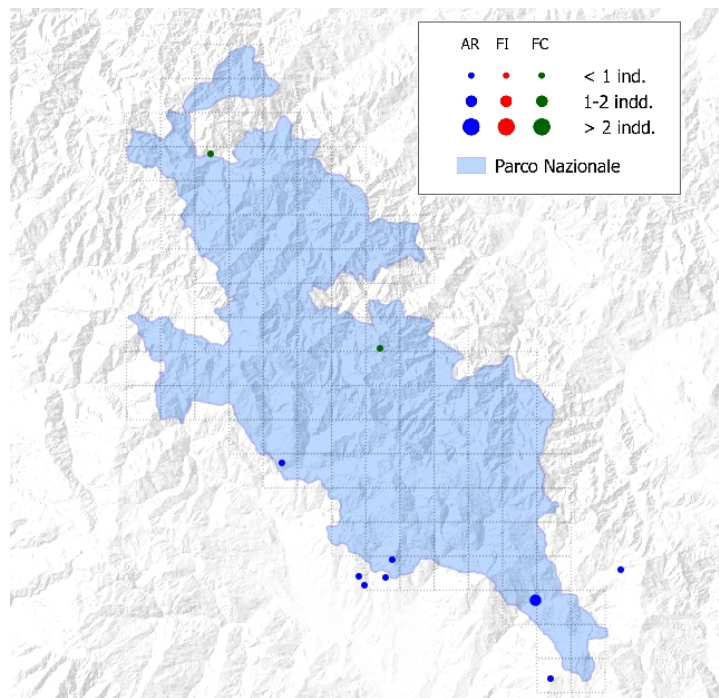 AR FI FC
< 1 ind.
1-2 indd.
> 2 indd.
Parco Nazionale